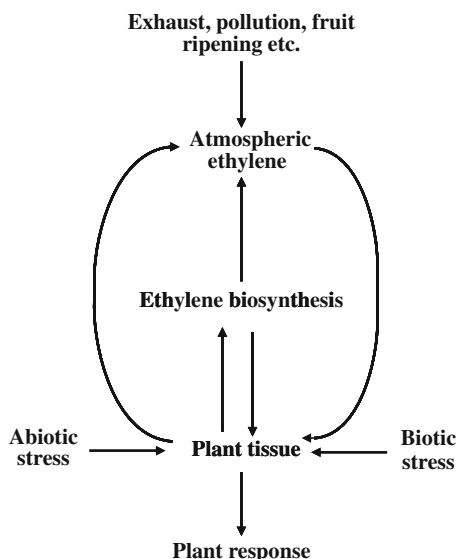 Exhaust, pollution, fruit
ripening etc.
Atmospheric
ethylene
Ethylene biosynthesis
Abiotic
stress
Plant tissue
Biotic
stress
Plant response